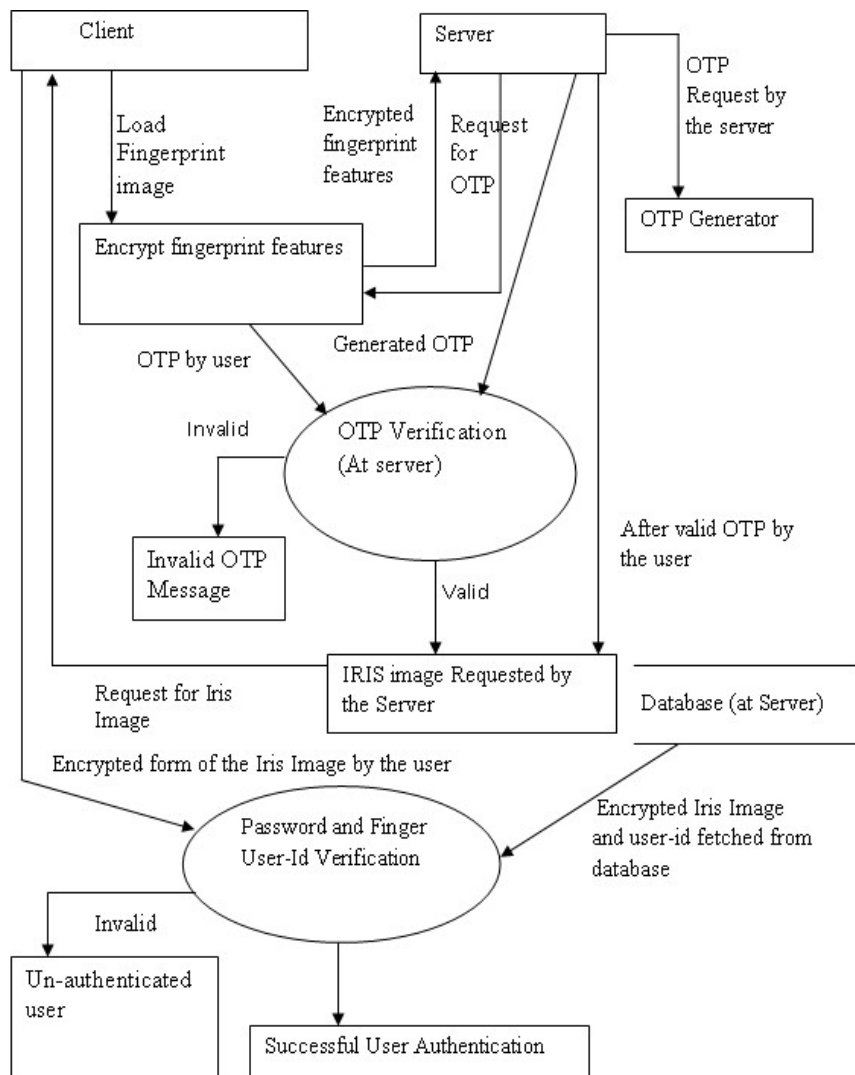 Client
Server
OTP
Request by
the server
Load
Fingerprint
image
Encrypted
fingerprint
features
Request
for
OTP
Encrypt fingerprint features
OTP Generator
OTP by user
Generated OTP
OTP Verification
(At server)
Invalid
Invalid OTP
Message
Valid
After valid OTP by
the user
IRIS image Requested by
the Server
Database (at Server)
Request for Iris
Image
Encrypted form of the Iris Image by the user
Password and Finger
User-Id Verification
Encrypted Iris Image
and user-id fetched from
database
Invalid
Un-authenticated
user
Successful User Authentication